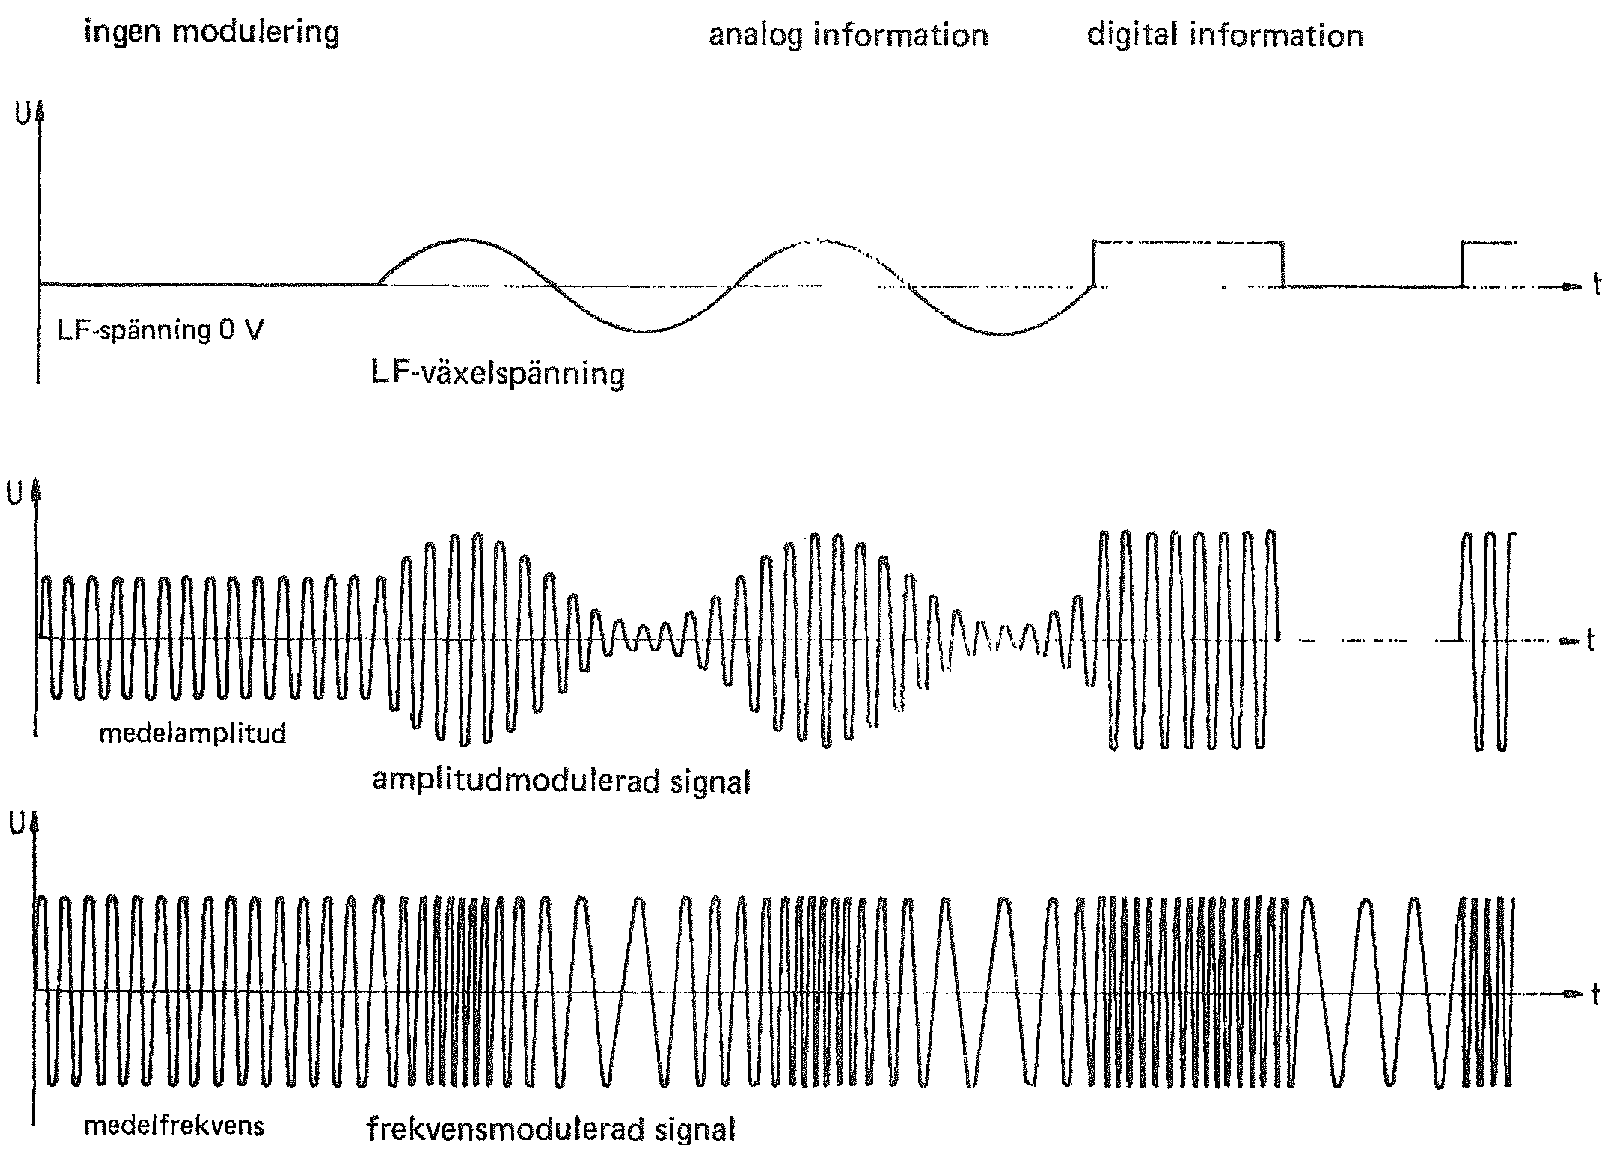 ingen modulering
analog information
digital information
U
t
LF-spänning 0 V
LF-växelspänning
U
t
medelamplitud
amplitudmodulerad signal
U
t
medelfrekvens
frekvensmodulerad signal